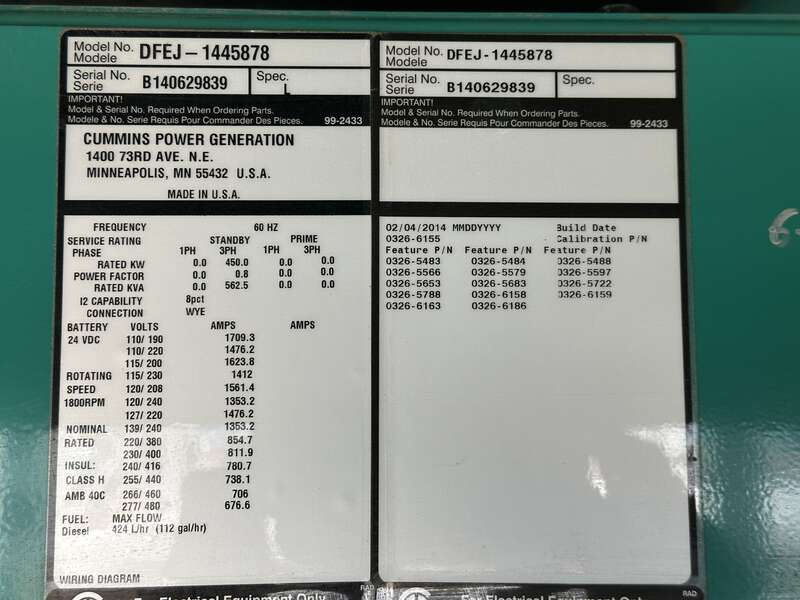 Model No. DFEJ-1445878
Modele
Serial No. B140629839 Spec.
Serie L
IMPORTANT!
Model & Serial No. Required When Ordering Parts.
Modele & No. Serie Requis Pour Commander Des Pieces. 99-2433
CUMMINS POWER GENERATION
1400 73RD AVE. N.E.
MINNEAPOLIS, MN 55432 U.S.A.
MADE IN U.S.A.
FREQUENCY 60 HZ
SERVICE RATING STANDBY PRIME
PHASE 1PH 3PH 1PH 3PH
RATED KW 0.0 450.0 0.0 0.0
POWER FACTOR 0.0 0.8 0.0 0.0
RATED KVA 0.0 562.5 0.0 0.0
I2 CAPABILITY 8pct
CONNECTION WYE
BATTERY VOLTS AMPS AMPS
24 VDC 110/ 190 1709.3
110/ 220 1476.2
115/ 200 1623.8
ROTATING 115/ 230 1412
SPEED 120/ 208 1561.4
1800RPM 120/ 240 1353.2
127/ 220 1476.2
NOMINAL 139/ 240 1353.2
RATED 220/ 380 854.7
230/ 400 811.9
INSUL: 240/ 416 780.7
CLASS H 255/ 440 738.1
AMB 40C 266/ 460 706
277/ 480 676.6
FUEL: MAX FLOW
Diesel 424 L/hr (112 gal/hr)
WIRING DIAGRAM
For Electrical Equipment Only RAD
Model No. DFEJ-1445878
Modele
Serial No. B140629839 Spec.
Serie
IMPORTANT!
Model & Serial No. Required When Ordering Parts.
Modele & No. Serie Requis Pour Commander Des Pieces. 99-2433
02/04/2014 MMDDYYYY Build Date
0326-6155 - Calibration P/N
Feature P/N Feature P/N Feature P/N
0326-5483 0326-5484 0326-5488
0326-5566 0326-5579 0326-5597
0326-5653 0326-5683 0326-5722
0326-5788 0326-6158 0326-6159
0326-6163 0326-6186
For Electrical Equipment Only RAD